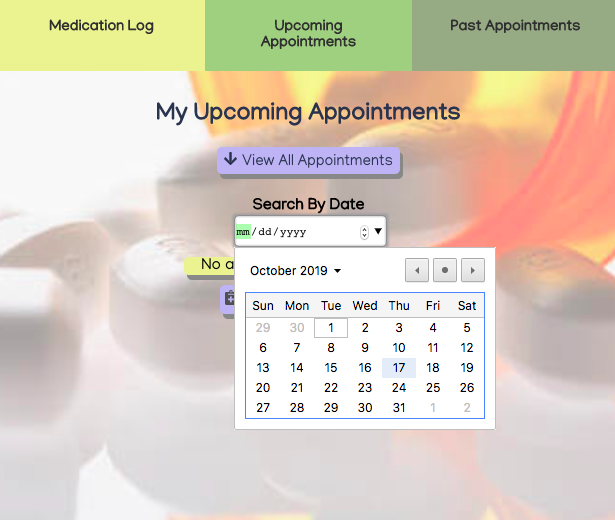 Medication Log
Upcoming
Appointments
Past Appointments
My Upcoming Appointments
View All Appointments
Search By Date
mm/dd/yyyy
No a
October 2019
Sun Mon Tue Wed Thu Fri Sat
29 30 1 2 3 4 5
6 7 8 9 10 11 12
13 14 15 16 17 18 19
20 21 22 23 24 25 26
27 28 29 30 31 1 2